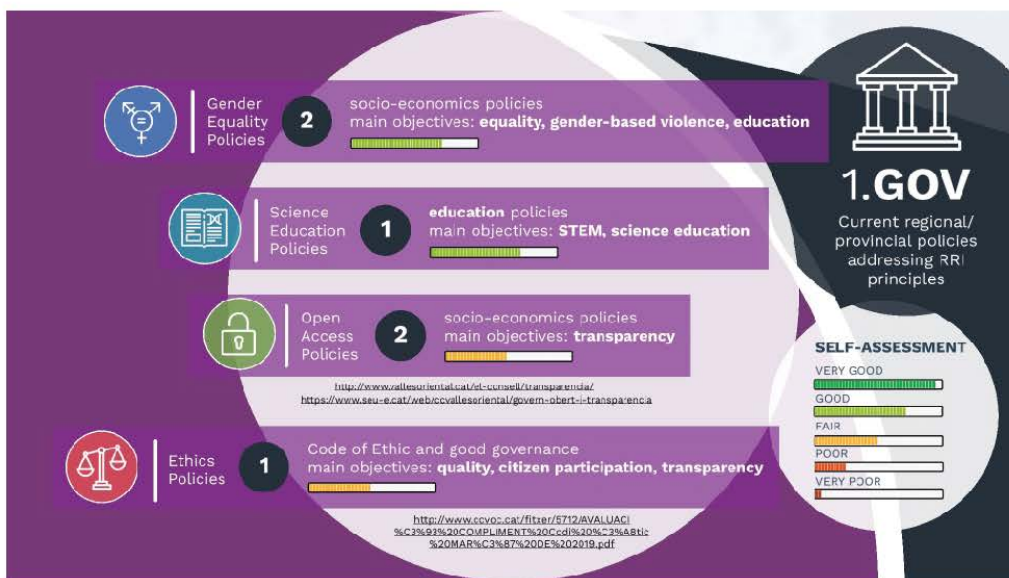 Gender
Equality
Policies
2
socio-economics policies
main objectives: equality, gender-based violence, education
Science
Education
Policies
1
education policies
main objectives: STEM, science education
Open
Access
Policies
2
socio-economics policies
main objectives: transparency
http://www.vallesoriental.cat/el-consell/transparencia/
https://www.seu-e.cat/web/ccvallesoriental/govern-obert-i-transparencia
Ethics
Policies
1
Code of Ethic and good governance
main objectives: quality, citizen participation, transparency
http://www.ccvoc.cat/fitxer/5712/AVALUACI
%C3%93%20COMPLIMENT%20Codi%20%C3%A8tic
%20MAR%C3%87%20DE%202019.pdf
1.GOV
Current regional/
provincial policies
addressing RRI
principles
SELF-ASSESSMENT
VERY GOOD
GOOD
FAIR
POOR
VERY POOR